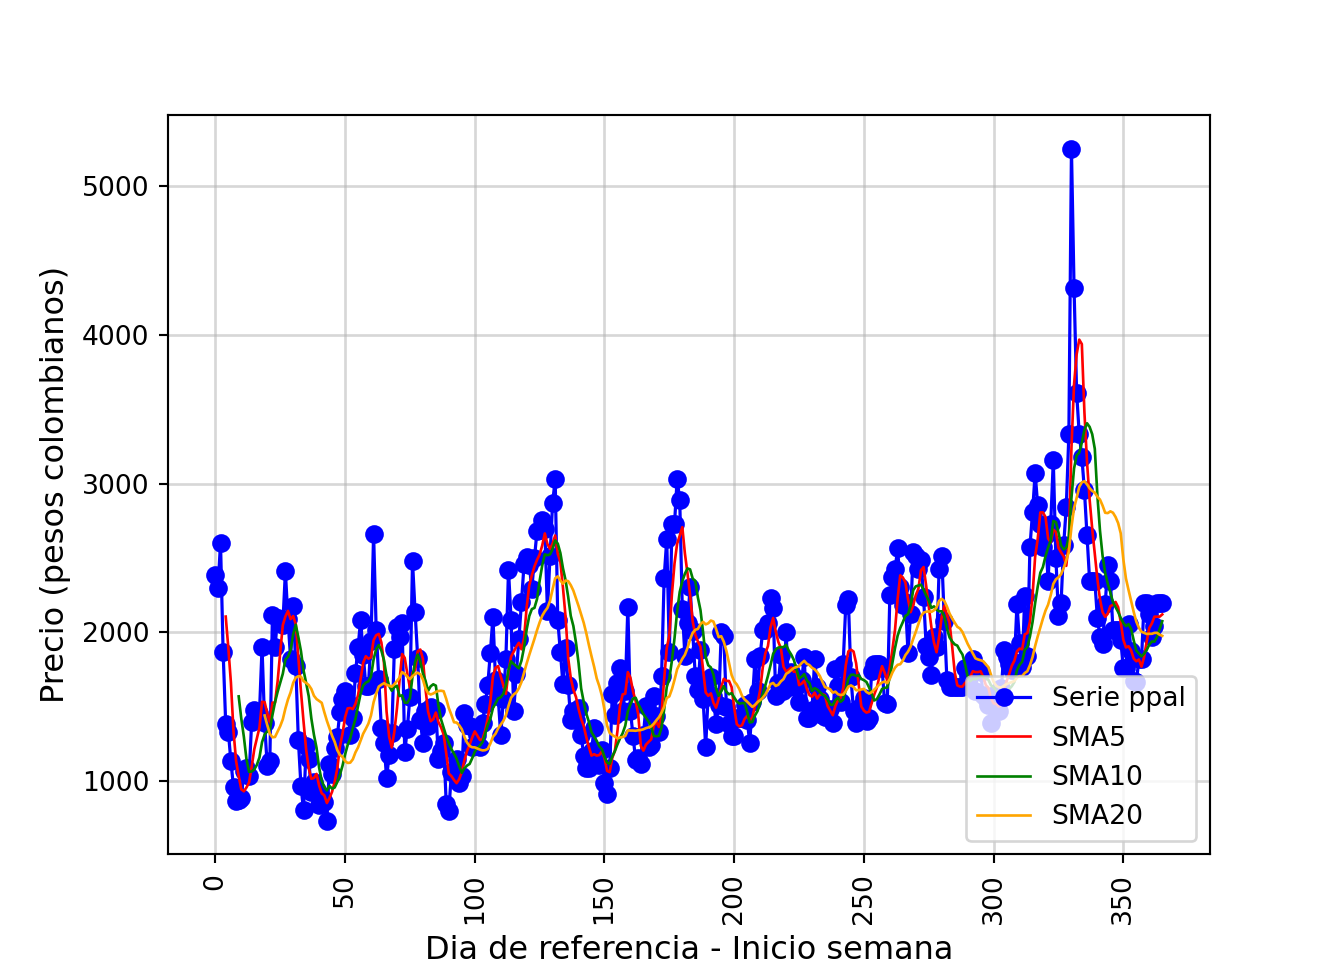 5000
4000
3000
2000
1000
Precio (pesos colombianos)
Serie ppal
SMA5
SMA10
SMA20
0
50
100
150
200
250
300
350
Dia de referencia - Inicio semana